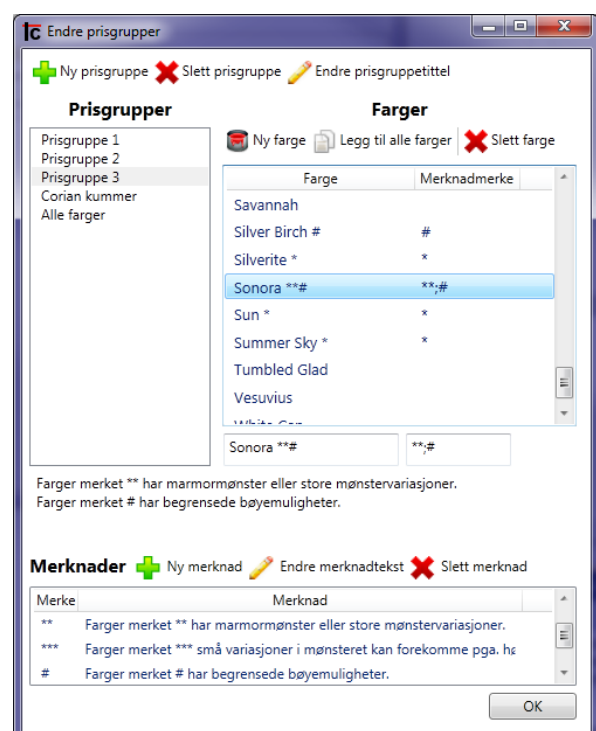 tc Endre prisgrupper
Ny prisgruppe Slett prisgruppe Endre prisgruppetittel
Prisgrupper
Prisgruppe 1
Prisgruppe 2
Prisgruppe 3
Corian kummer
Alle farger
Farger
Ny farge Legg til alle farger Slett farge
Farge Merknadmerke
Savannah
Silver Birch # #
Silverite * *
Sonora **# **;#
Sun * *
Summer Sky * *
Tumbled Glad
Vesuvius
Sonora **# **;#
Farger merket ** har marmormønster eller store mønstervariasjoner.
Farger merket # har begrensede bøyemuligheter.
Merknader Ny merknad Endre merknadtekst Slett merknad
Merke Merknad
** Farger merket ** har marmormønster eller store mønstervariasjoner.
*** Farger merket *** små variasjoner i mønsteret kan forekomme pga.
# Farger merket # har begrensede bøyemuligheter.
OK